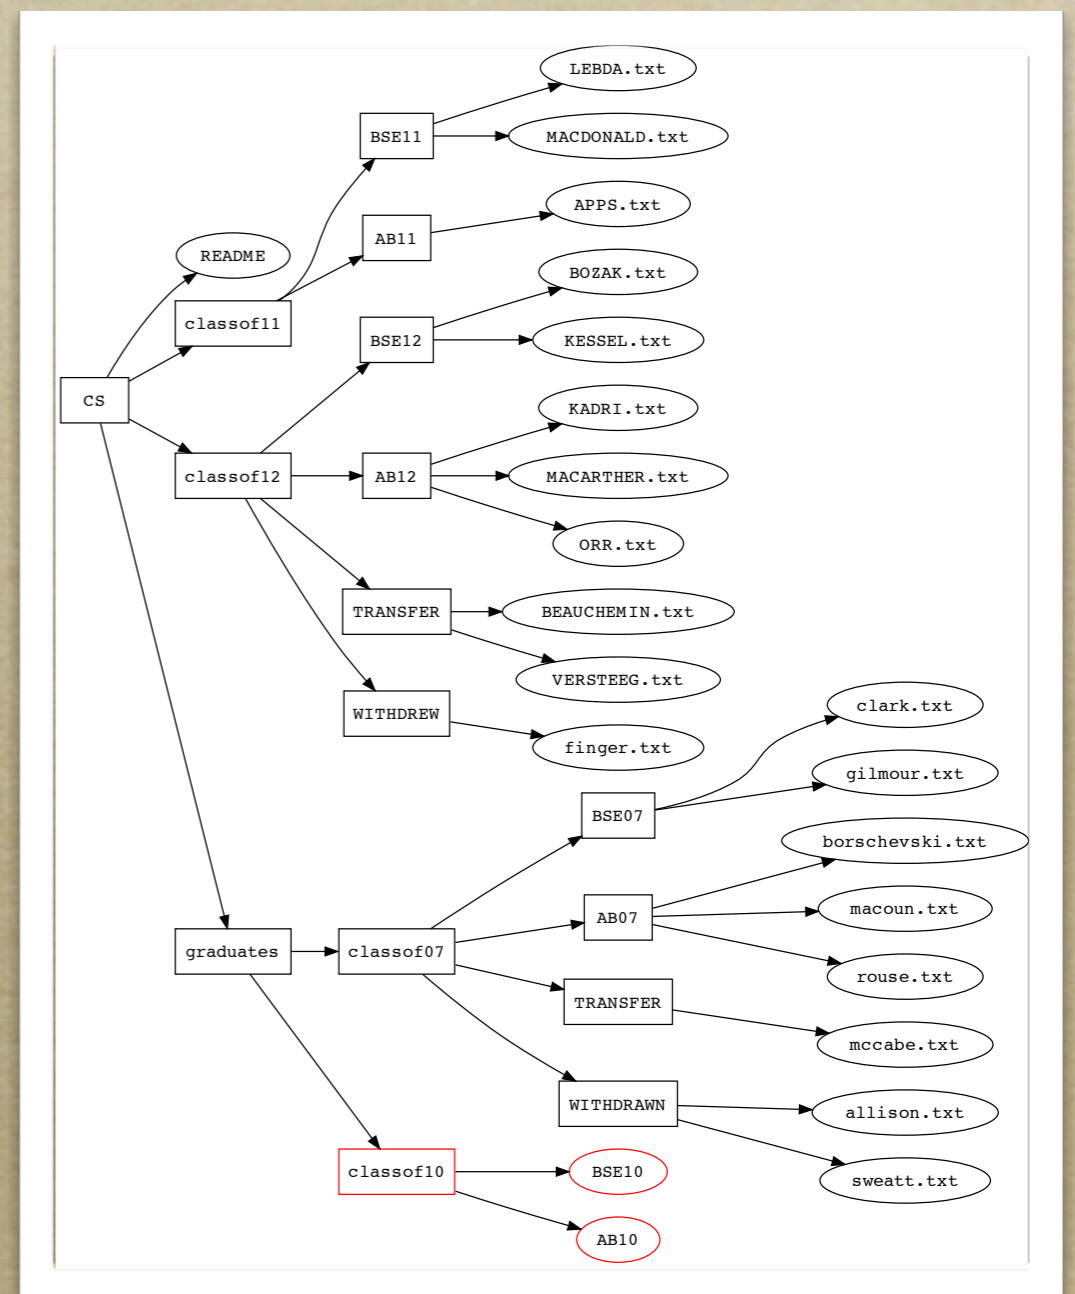 LEBDA.txt
BSE11
MACDONALD.txt
APPS.txt
AB11
README
BOZAK.txt
classof11
BSE12
KESSEL.txt
CS
KADRI.txt
classof12
AB12
MACARTHER.txt
ORR.txt
TRANSFER
BEAUCHEMIN.txt
VERSTEEG.txt
clark.txt
WITHDREW
finger.txt
gilmour.txt
BSE07
borschevski.txt
AB07
macoun.txt
graduates
classof07
rouse.txt
TRANSFER
mccabe.txt
WITHDRAWN
allison.txt
classof10
BSE10
sweatt.txt
AB10